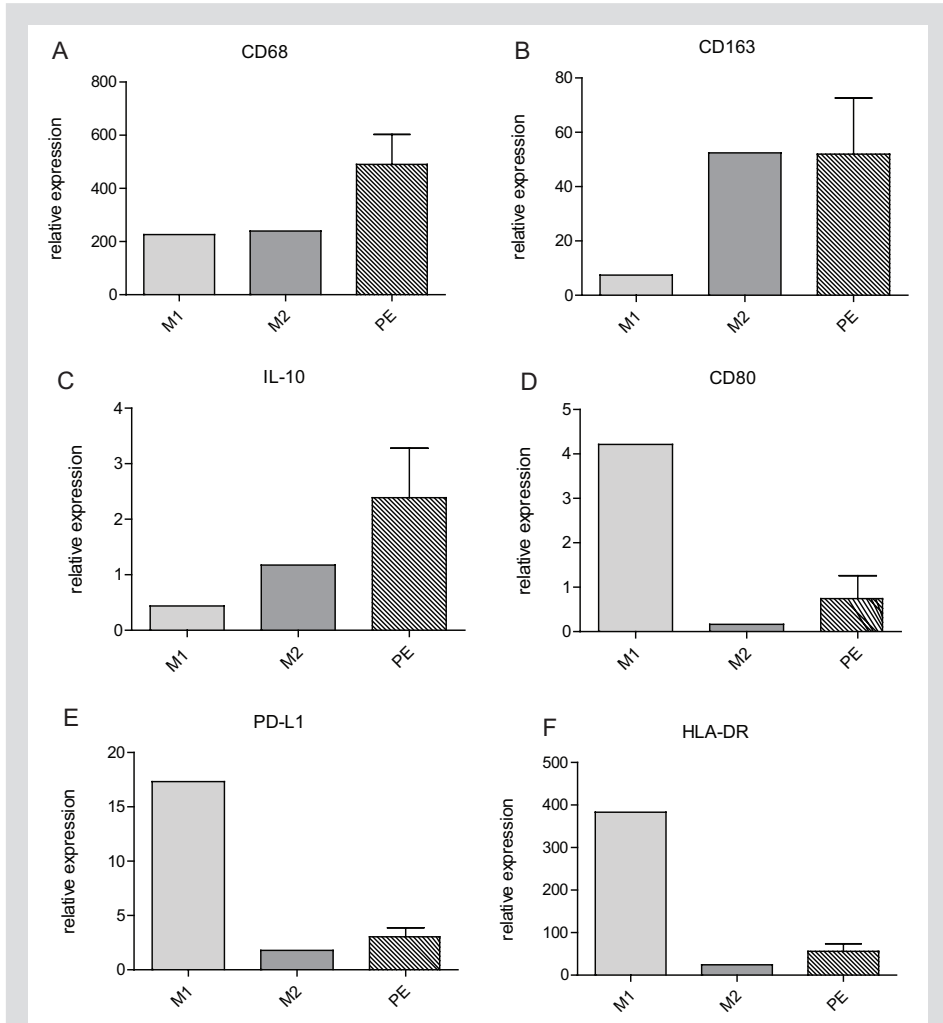 A
CD68
relative expression
800
600
400
200
0
M1
M2
PE
B
CD163
relative expression
80
60
40
20
0
M1
M2
PE
C
IL-10
relative expression
4
3
2
1
0
M1
M2
PE
D
CD80
relative expression
5
4
3
2
1
0
M1
M2
PE
E
PD-L1
relative expression
20
15
10
5
0
M1
M2
PE
F
HLA-DR
relative expression
500
400
300
200
100
0
M1
M2
PE